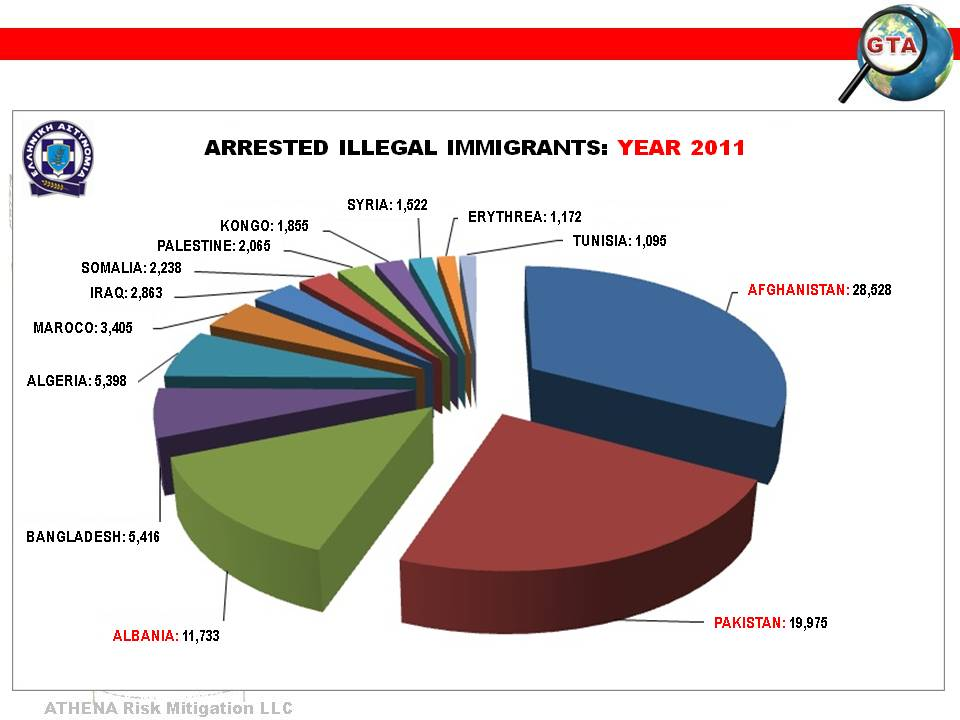 GTA
ΕΛΛΗΝΙΚΗ ΑΣΤΥΝΟΜΙΑ
ARRESTED ILLEGAL IMMIGRANTS: YEAR 2011
SYRIA: 1,522
ERYTHREA: 1,172
KONGO: 1,855
TUNISIA: 1,095
PALESTINE: 2,065
SOMALIA: 2,238
AFGHANISTAN: 28,528
IRAQ: 2,863
MAROCO: 3,405
ALGERIA: 5,398
BANGLADESH: 5,416
PAKISTAN: 19,975
ALBANIA: 11,733
ATHENA Risk Mitigation LLC